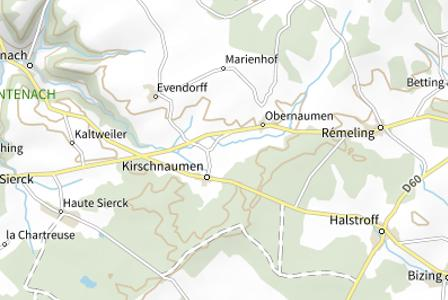 Marienhof
nach
Evendorff
Betting-
NTENACH
Obernaumen
Rémeling
Kaltweiler
hing
Kirschnaumen
Sierck
D60
Haute Sierck
Halstroff
la Chartreuse
Bizing